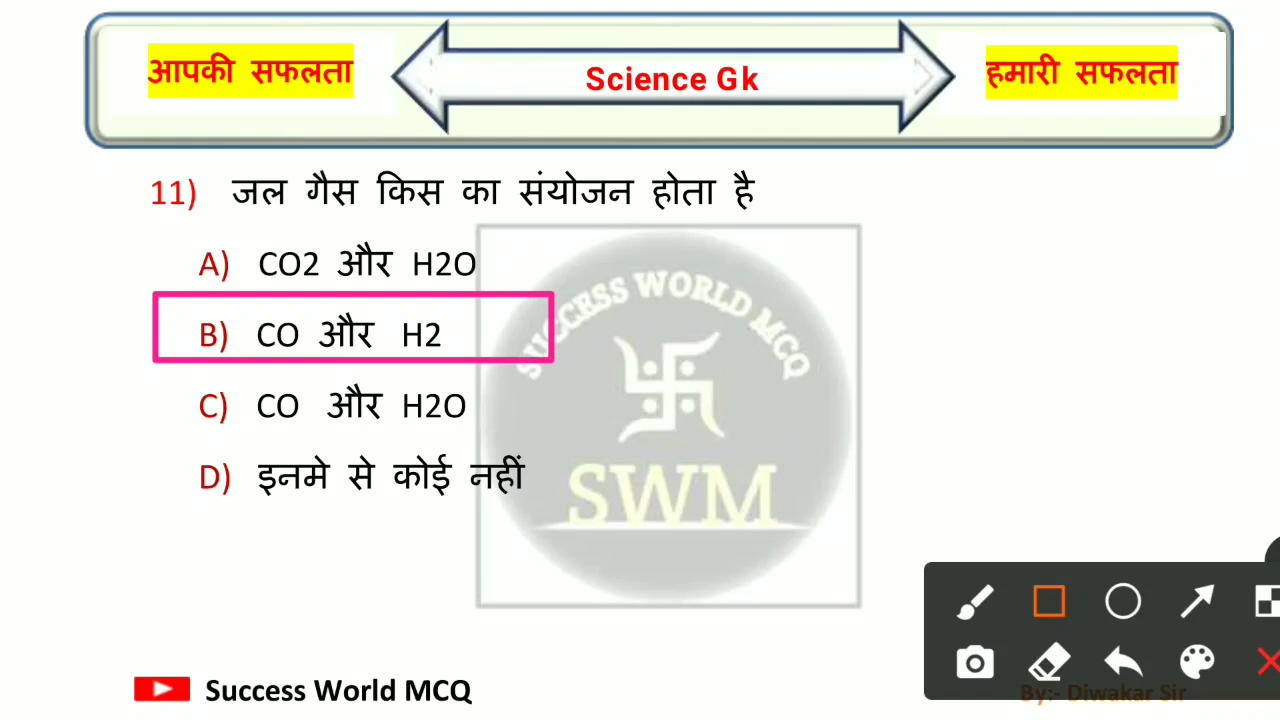 आपकी सफलता
Science Gk
हमारी सफलता
11) जल गैस किस का संयोजन होता है
A) CO2 और H2O
B) CO और H2
C) CO और H2O
D) इनमे से कोई नहीं
SUCCESS WORLD MCQ
SWM
Success World MCQ
By:- Diwakar Sir